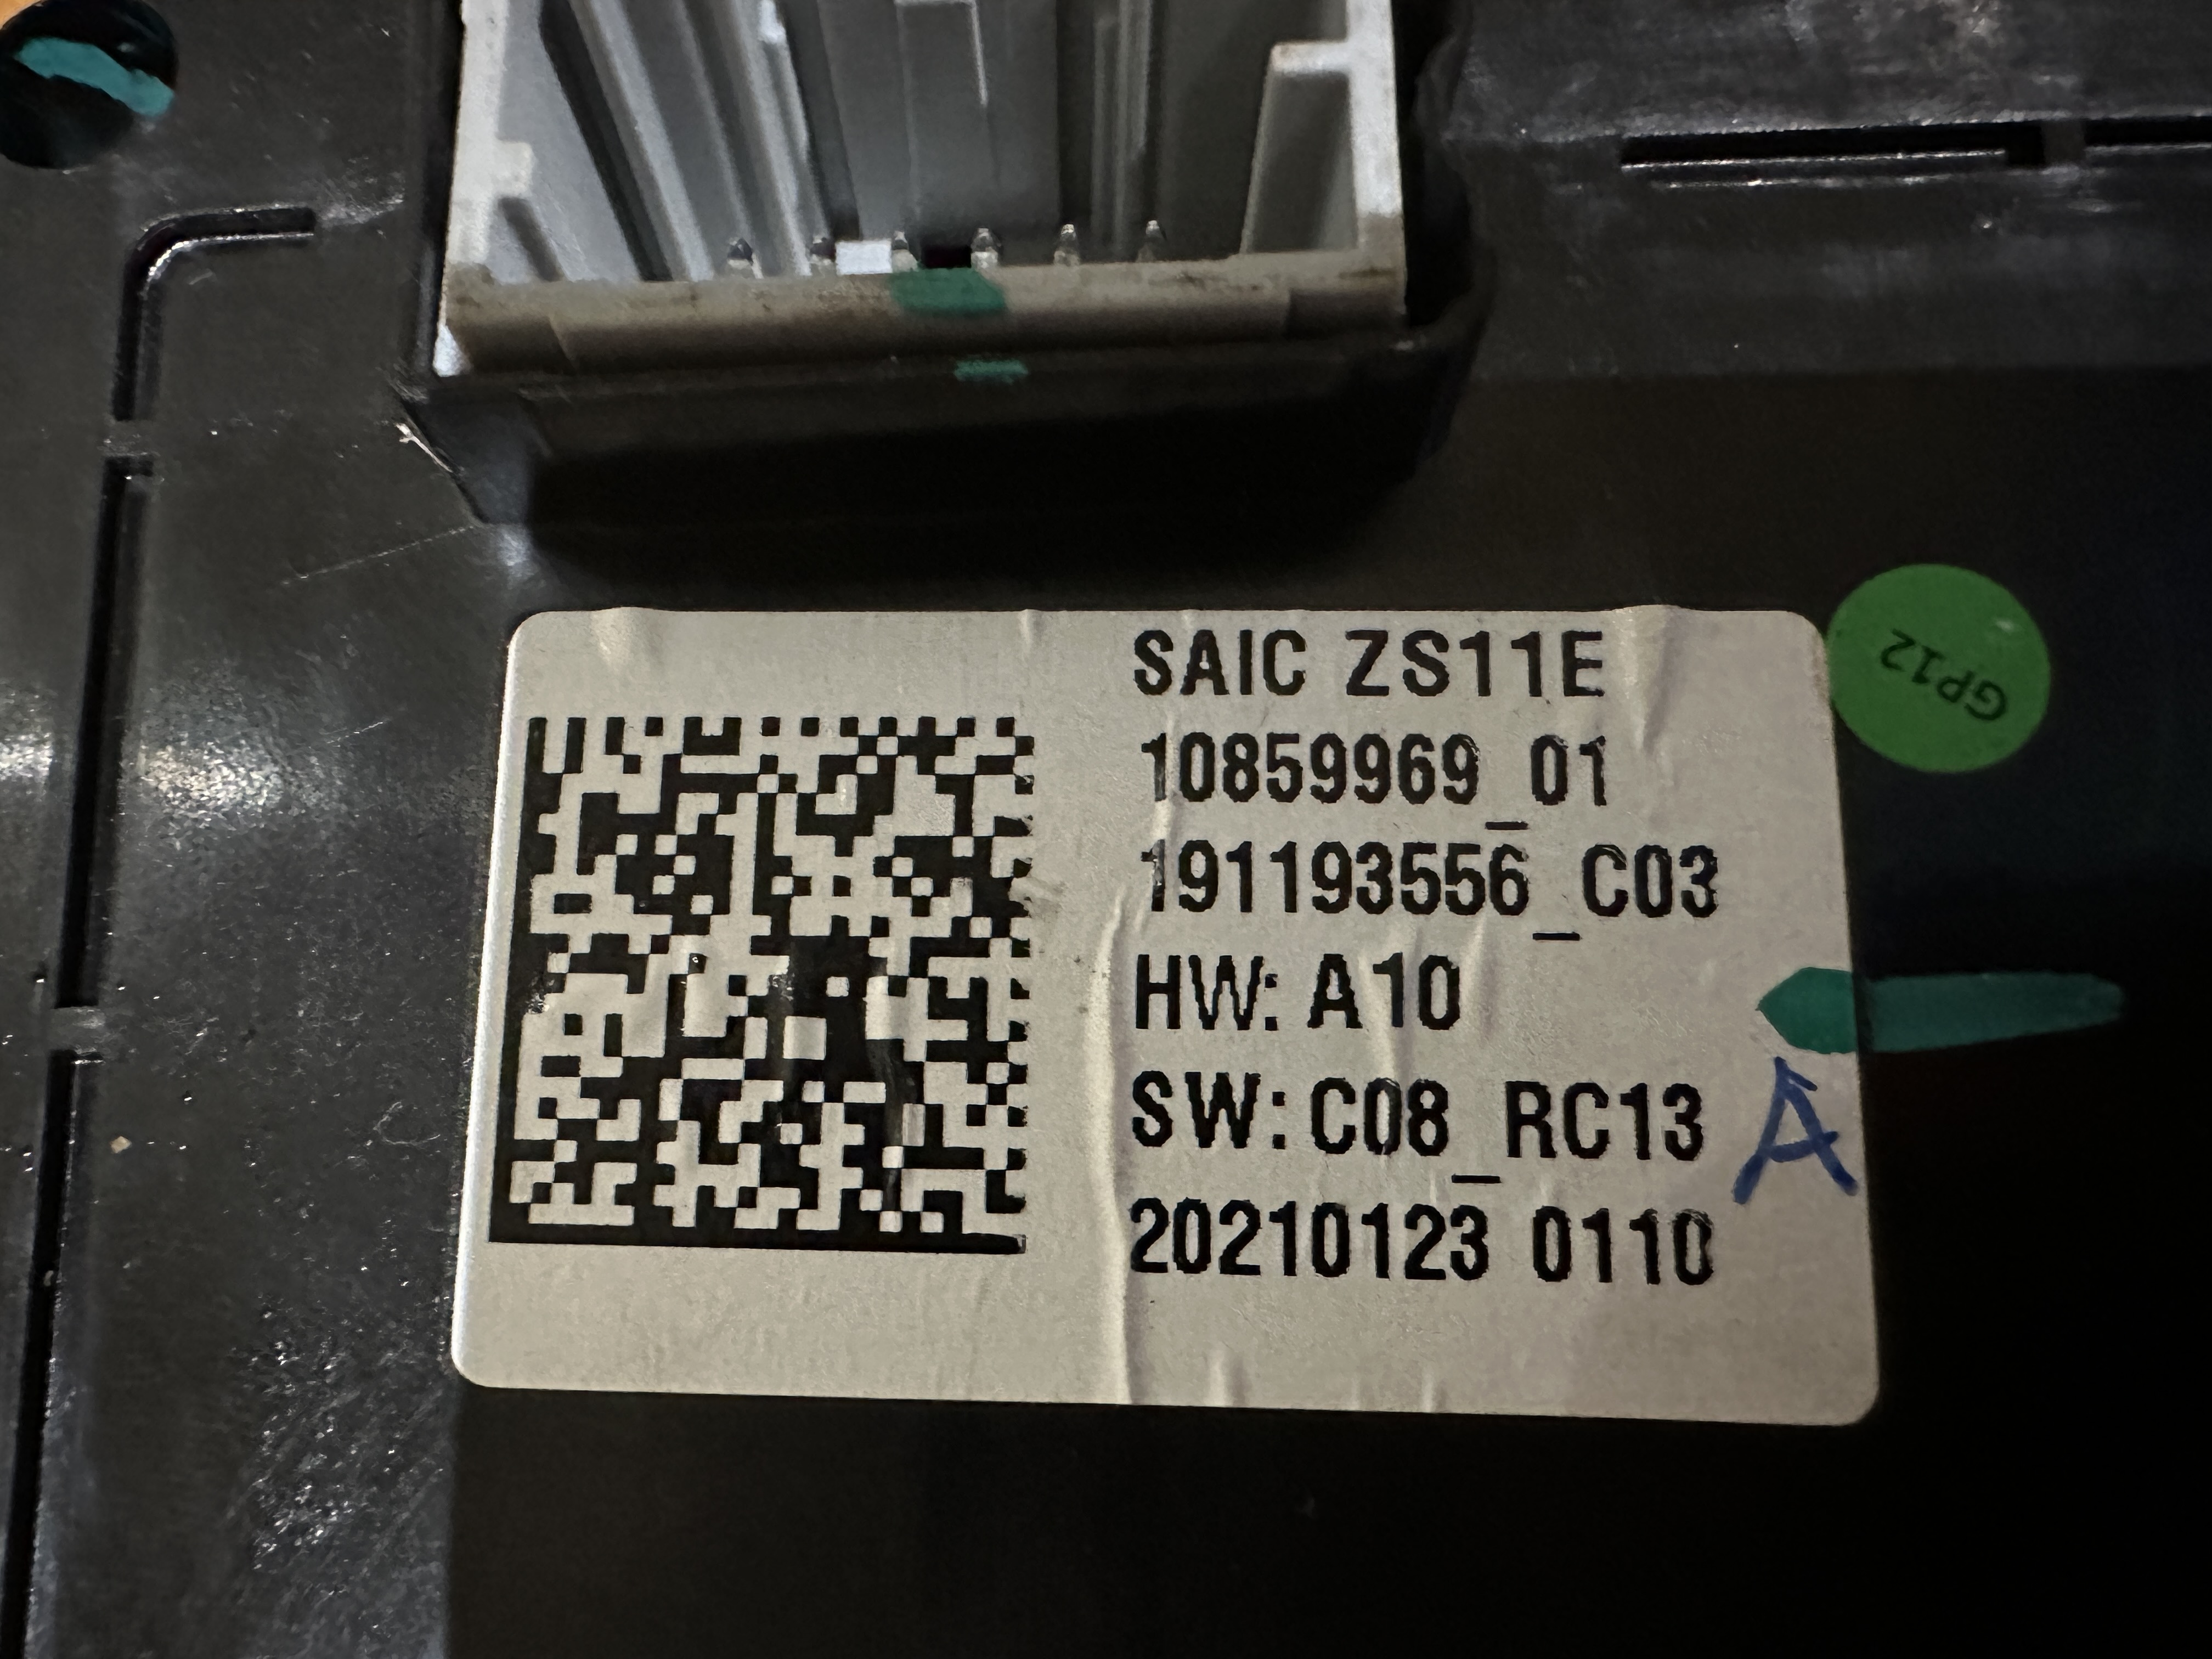 SAIC ZS11E
GP12
10859969_01
191193556_C03
HW: A10
SW: C08_RC13
A
20210123 0110